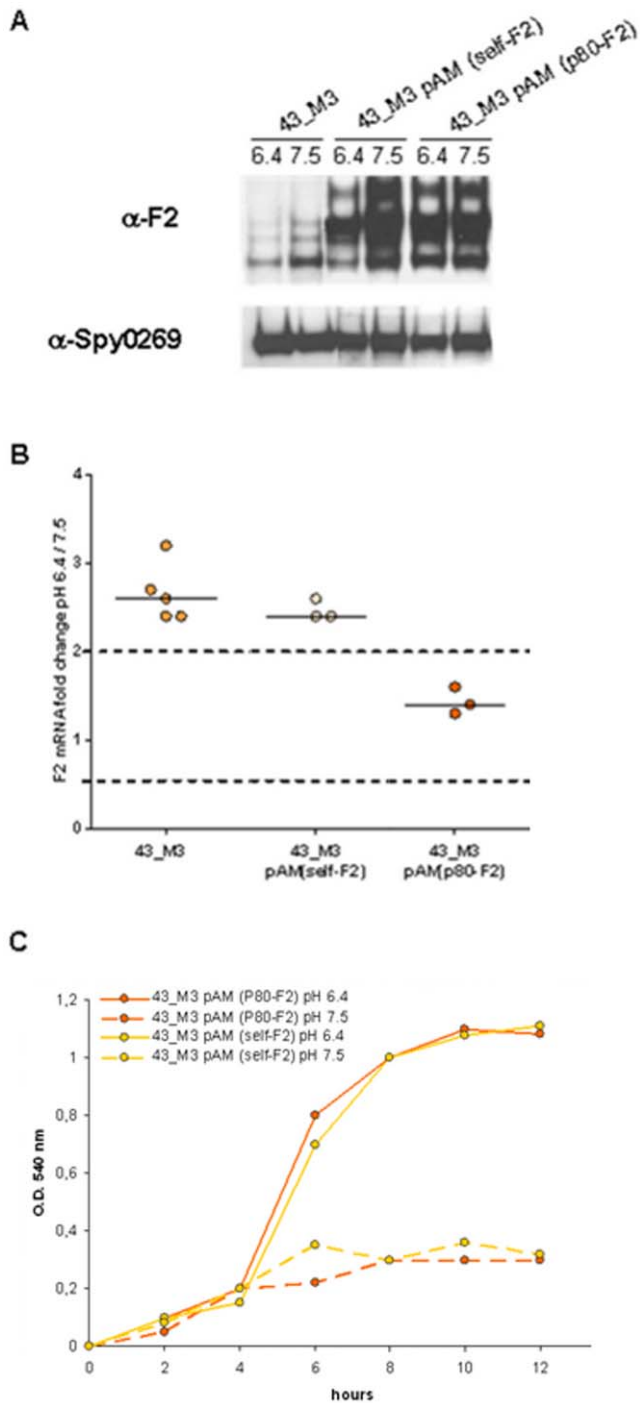 A
43_M3
43_M3 pAM (self-F2)
43_M3 pAM (p80-F2)
6.4 7.5 6.4 7.5 6.4 7.5
α-F2
α-Spy0269
B
F2 mRNA fold change pH 6.4 / 7.5
4
3
2
1
0
43_M3
43_M3
pAM(self-F2)
43_M3
pAM(p80-F2)
C
43_M3 pAM (P80-F2) pH 6.4
43_M3 pAM (P80-F2) pH 7.5
43_M3 pAM (self-F2) pH 6.4
43_M3 pAM (self-F2) pH 7.5
O.D. 540 nm
1,2
1
0,8
0,6
0,4
0,2
0
0 2 4 6 8 10 12
hours